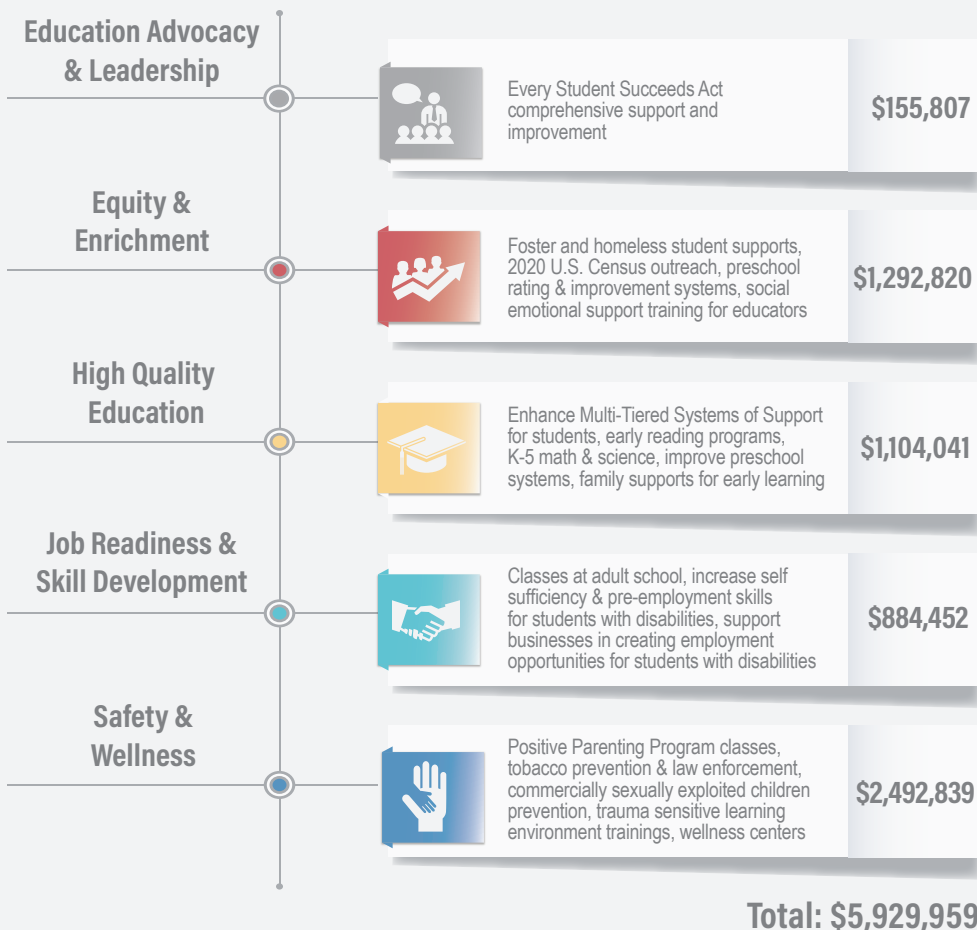 Education Advocacy
& Leadership
Every Student Succeeds Act
comprehensive support and
improvement
$155,807
Equity &
Enrichment
Foster and homeless student supports,
2020 U.S. Census outreach, preschool
rating & improvement systems, social
emotional support training for educators
$1,292,820
High Quality
Education
Enhance Multi-Tiered Systems of Support
for students, early reading programs,
K-5 math & science, improve preschool
systems, family supports for early learning
$1,104,041
Job Readiness &
Skill Development
Classes at adult school, increase self
sufficiency & pre-employment skills
for students with disabilities, support
businesses in creating employment
opportunities for students with disabilities
$884,452
Safety &
Wellness
Positive Parenting Program classes,
tobacco prevention & law enforcement,
commercially sexually exploited children
prevention, trauma sensitive learning
environment trainings, wellness centers
$2,492,839
Total: $5,929,959